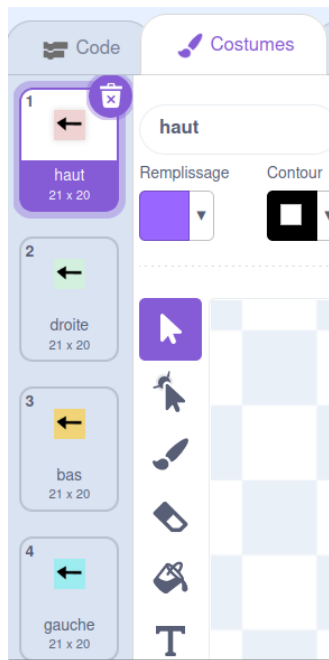 Code
Costumes
1
haut
21 x 20
haut
Remplissage
Contour
2
droite
21 x 20
3
bas
21 x 20
4
gauche
21 x 20
T